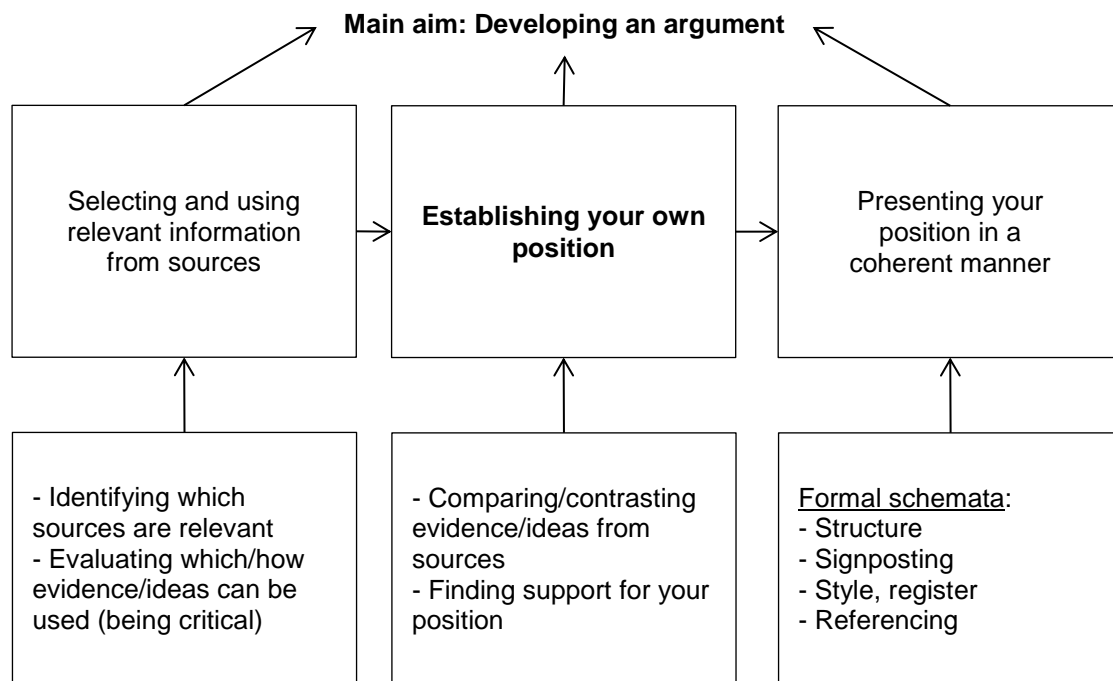 Main aim: Developing an argument
Selecting and using
relevant information
from sources
Establishing your own
position
Presenting your
position in a
coherent manner
- Identifying which
sources are relevant
- Evaluating which/how
evidence/ideas can be
used (being critical)
- Comparing/contrasting
evidence/ideas from
sources
- Finding support for your
position
Formal schemata:
- Structure
- Signposting
- Style, register
- Referencing